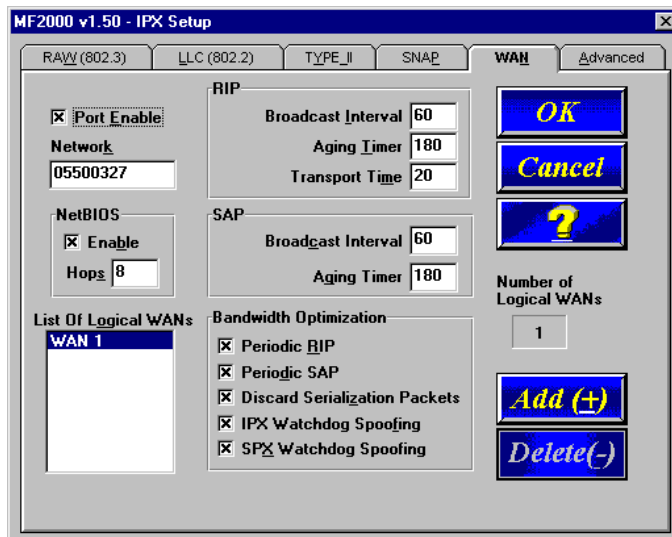 MF2000 v1.50 - IPX Setup
RAW (802.3)
LLC (802.2)
TYPE_II
SNAP
WAN
Advanced
Port Enable
Network
05500327
NetBIOS
Enable
Hops 8
List Of Logical WANs
WAN 1
RIP
Broadcast Interval 60
Aging Timer 180
Transport Time 20
SAP
Broadcast Interval 60
Aging Timer 180
Bandwidth Optimization
Periodic RIP
Periodic SAP
Discard Serialization Packets
IPX Watchdog Spoofing
SPX Watchdog Spoofing
OK
Cancel
?
Number of
Logical WANs
1
Add (+)
Delete(-)